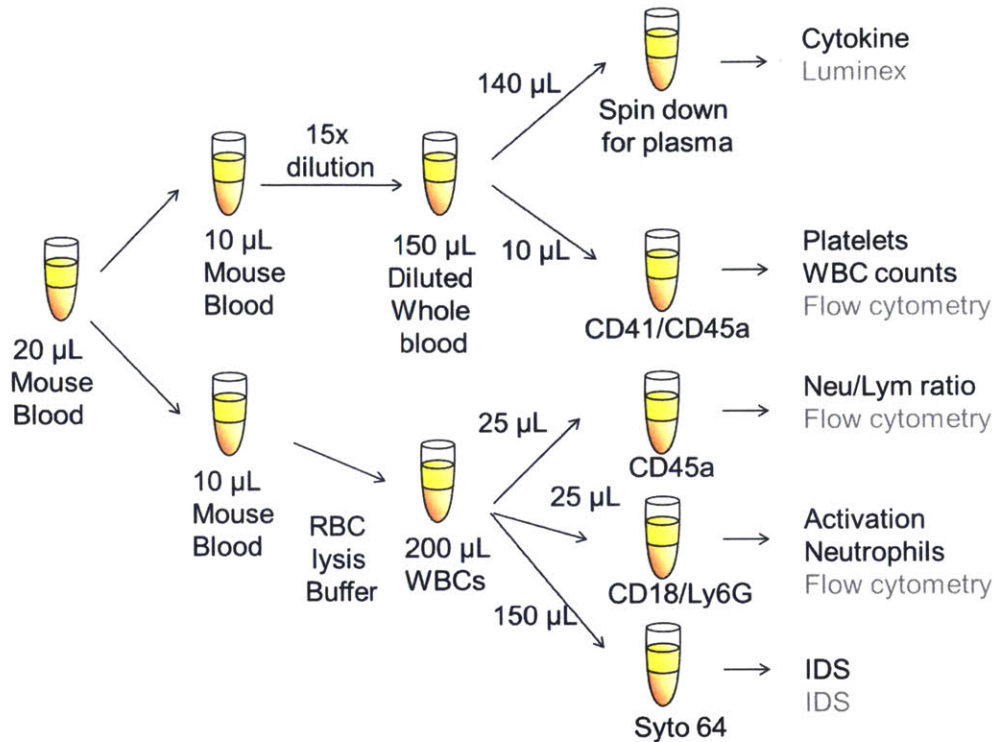 Cytokine
Luminex
140 µL
Spin down
for plasma
15x
dilution
10 µL
Mouse
Blood
150 µL
Diluted
Whole
blood
10 µL
CD41/CD45a
Platelets
WBC counts
Flow cytometry
20 µL
Mouse
Blood
10 µL
Mouse
Blood
RBC
lysis
Buffer
200 µL
WBCs
25 µL
CD45a
Neu/Lym ratio
Flow cytometry
25 µL
CD18/Ly6G
Activation
Neutrophils
Flow cytometry
150 µL
Syto 64
IDS
IDS